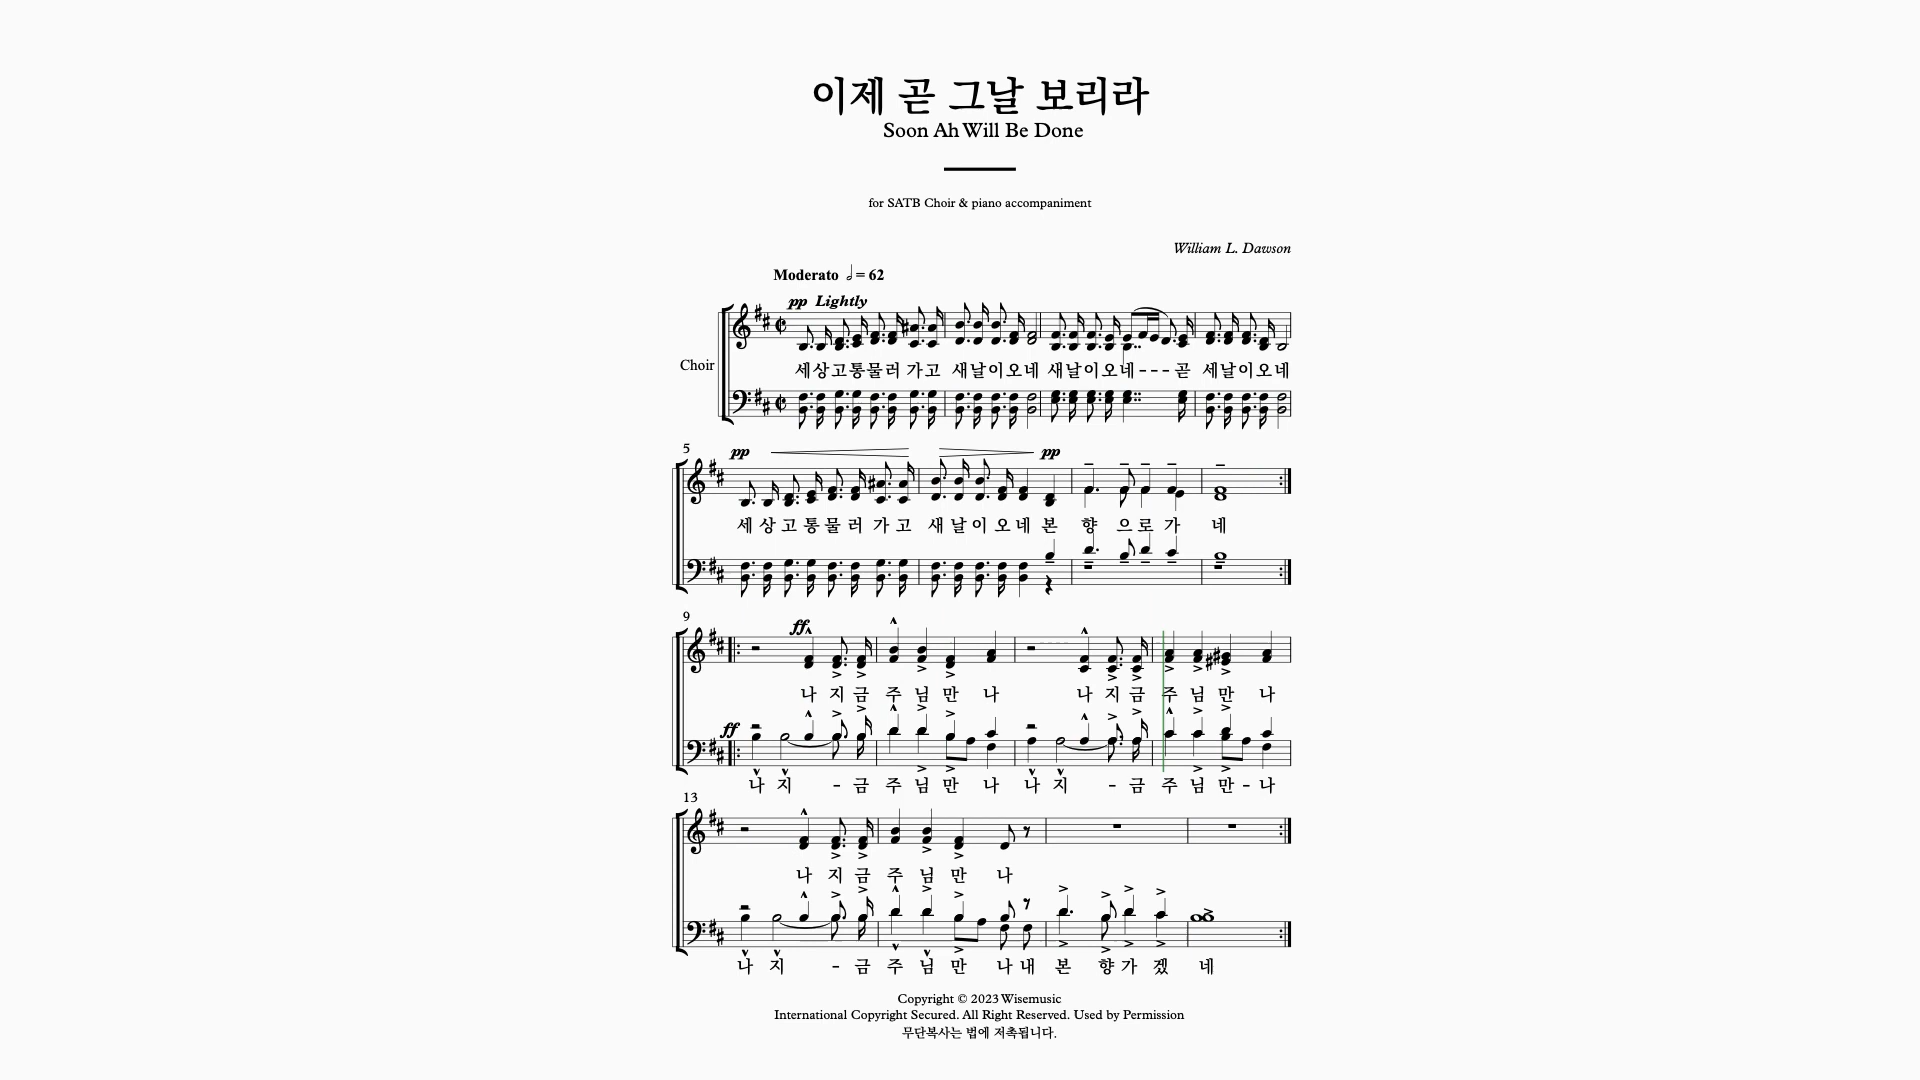 이제 곧 그날 보리라
Soon Ah Will Be Done
for SATB Choir & piano accompaniment
William L. Dawson
Moderato 𝅗𝅥 = 62
pp Lightly
Choir
세상고통물러 가고 새날이오네 새날이오네 - - - 곧 세날이오네
5
pp pp
세 상 고 통 물 러 가 고 새 날 이 오 네 본 향 으 로 가 네
9
ff
나 지 금 주 님 만 나 나 지 금 주 님 만 나
ff
나 지 - 금 주 님 만 나 나 지 - 금 주 님 만 - 나
13
나 지 금 주 님 만 나
나 지 - 금 주 님 만 나 내 본 향 가 겠 네
Copyright © 2023 Wisemusic
International Copyright Secured. All Right Reserved. Used by Permission
무단복사는 법에 저촉됩니다.